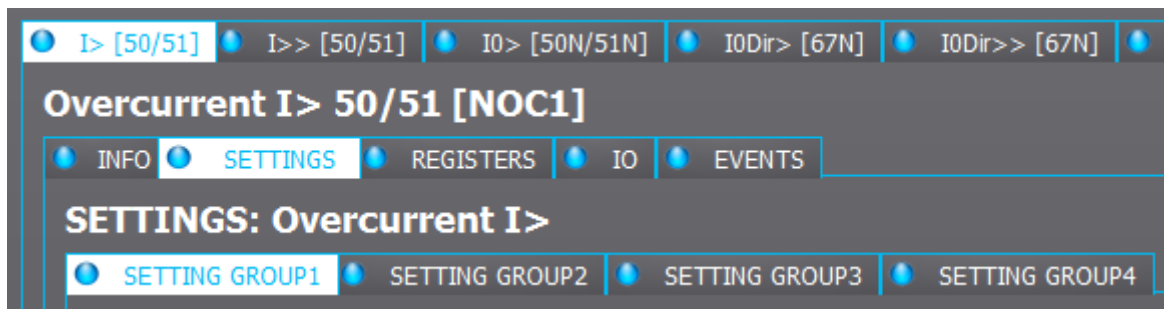 I> [50/51] I>> [50/51] I0> [50N/51N] I0Dir> [67N] I0Dir>> [67N]
Overcurrent I> 50/51 [NOC1]
INFO SETTINGS REGISTERS IO EVENTS
SETTINGS: Overcurrent I>
SETTING GROUP1 SETTING GROUP2 SETTING GROUP3 SETTING GROUP4